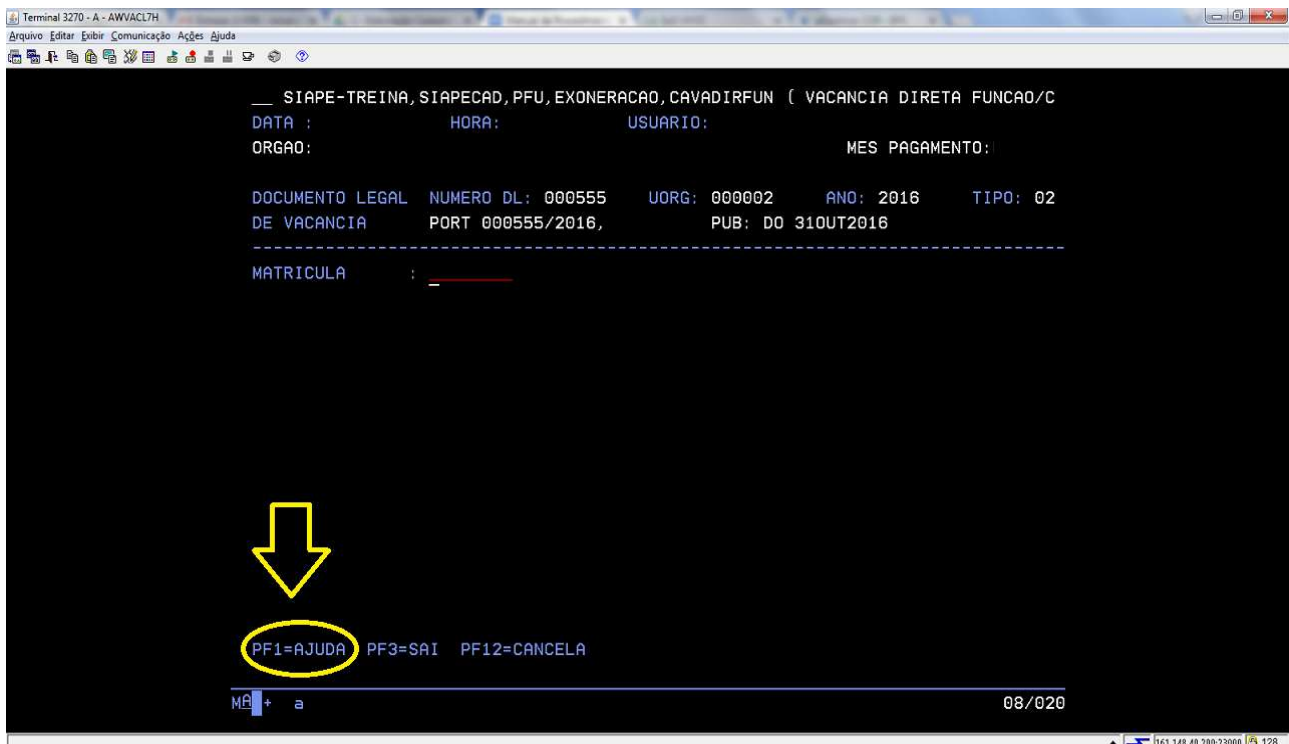 Terminal 3270 - A - AWVACL7H
Arquivo Editar Exibir Comunicação Ações Ajuda
__ SIAPE-TREINA,SIAPECAD,PFU,EXONERACAO,CAVADIRFUN ( VACANCIA DIRETA FUNCAO/C
DATA : HORA: USUARIO:
ORGAO: MES PAGAMENTO:
DOCUMENTO LEGAL NUMERO DL: 000555 UORG: 000002 ANO: 2016 TIPO: 02
DE VACANCIA PORT 000555/2016, PUB: DO 31OUT2016
MATRICULA : ________
PF1=AJUDA PF3=SAI PF12=CANCELA
MA + a 08/020
161.148.40.200:23000 128